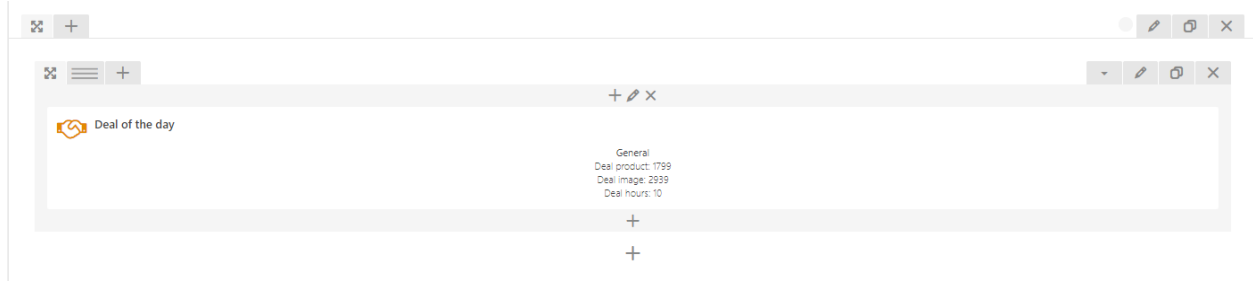 Deal of the day
General
Deal product: 1799
Deal image: 2939
Deal hours: 10